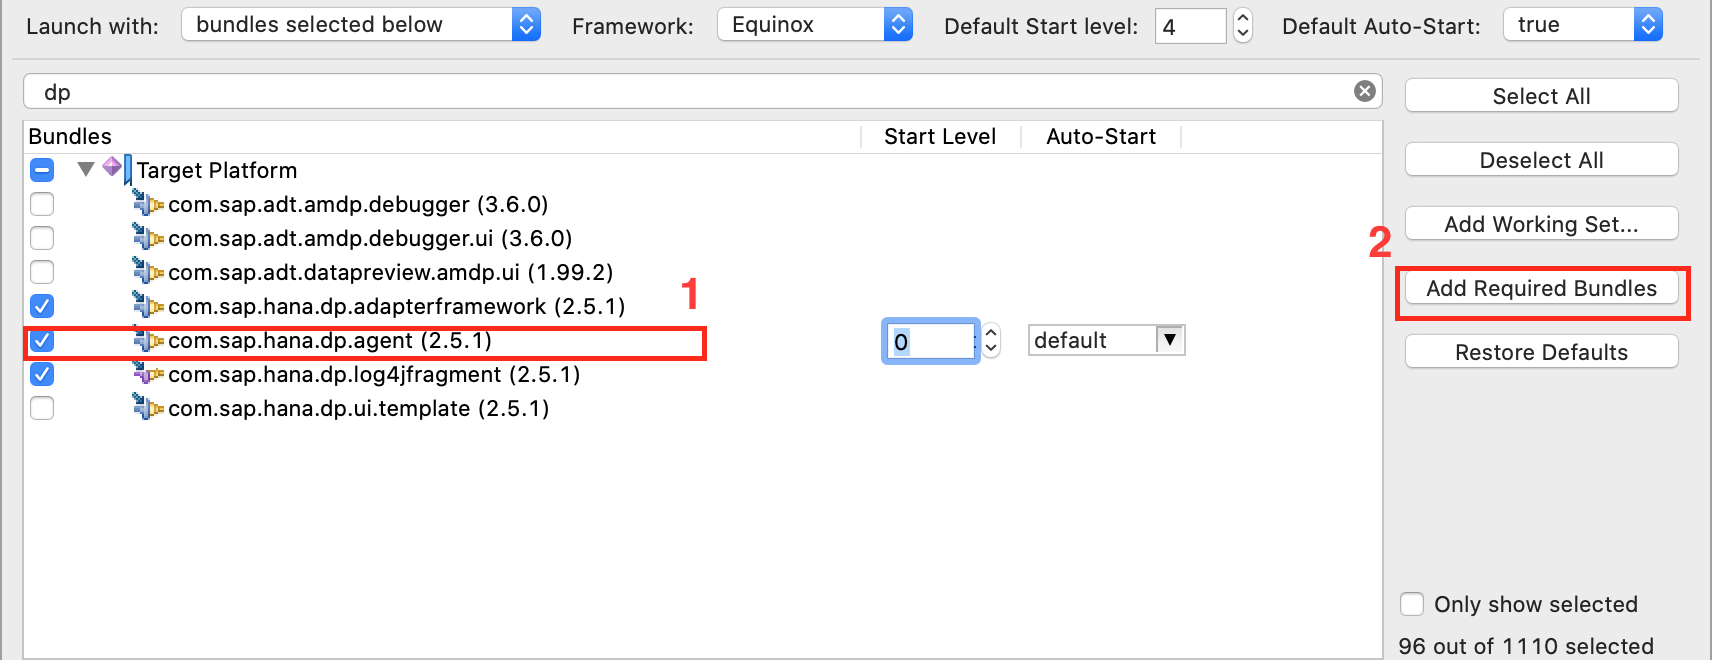 Launch with: bundles selected below Framework: Equinox Default Start level: 4 Default Auto-Start: true
dp
Select All
Bundles Start Level Auto-Start
Deselect All
Target Platform
com.sap.adt.amdp.debugger (3.6.0)
Add Working Set...
com.sap.adt.amdp.debugger.ui (3.6.0)
2
com.sap.adt.datapreview.amdp.ui (1.99.2)
1
Add Required Bundles
com.sap.hana.dp.adapterframework (2.5.1)
com.sap.hana.dp.agent (2.5.1) 0 default
Restore Defaults
com.sap.hana.dp.log4jfragment (2.5.1)
com.sap.hana.dp.ui.template (2.5.1)
Only show selected
96 out of 1110 selected